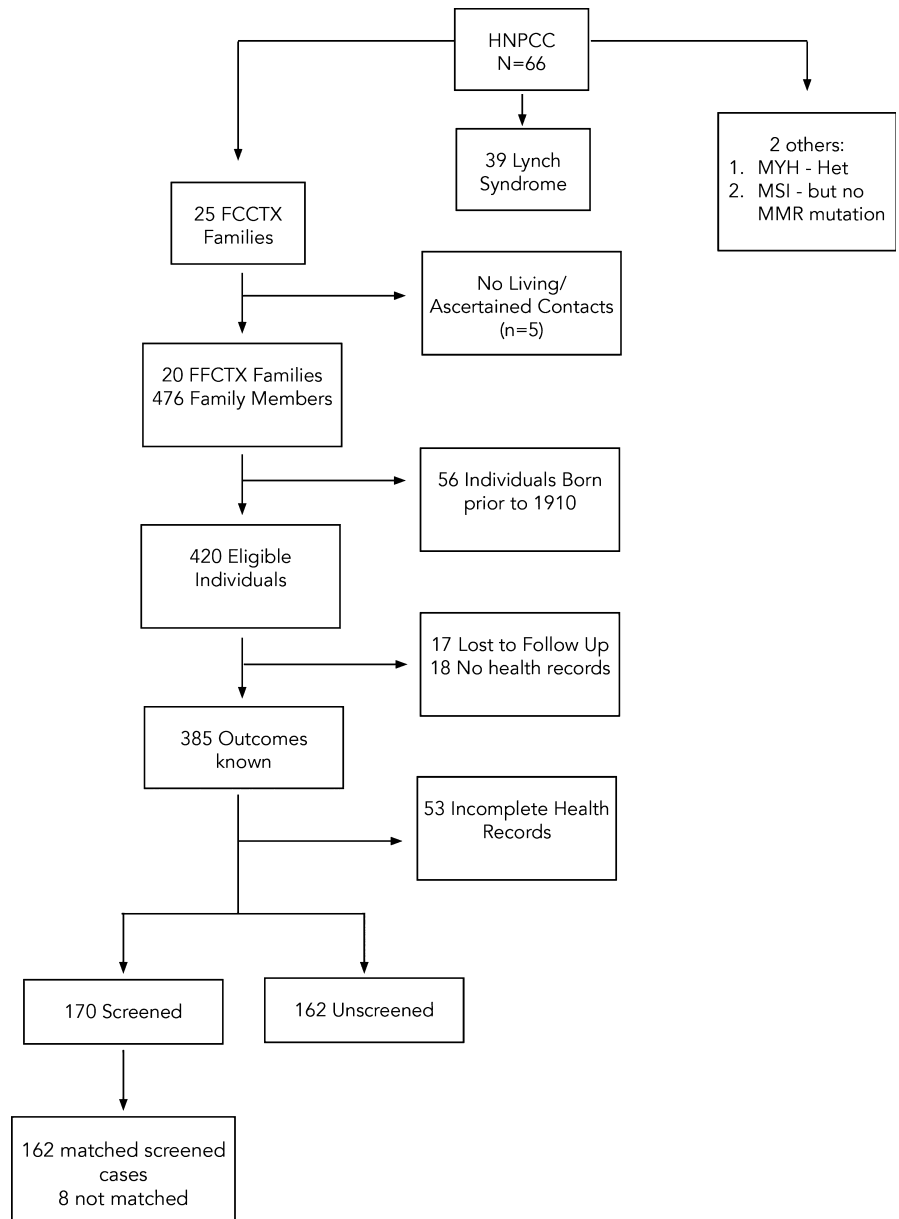 HNPCC
N=66
39 Lynch
Syndrome
2 others:
1. MYH - Het
2. MSI - but no
MMR mutation
25 FCCTX
Families
No Living/
Ascertained Contacts
(n=5)
20 FFCTX Families
476 Family Members
56 Individuals Born
prior to 1910
420 Eligible
Individuals
17 Lost to Follow Up
18 No health records
385 Outcomes
known
53 Incomplete Health
Records
170 Screened
162 Unscreened
162 matched screened
cases
8 not matched